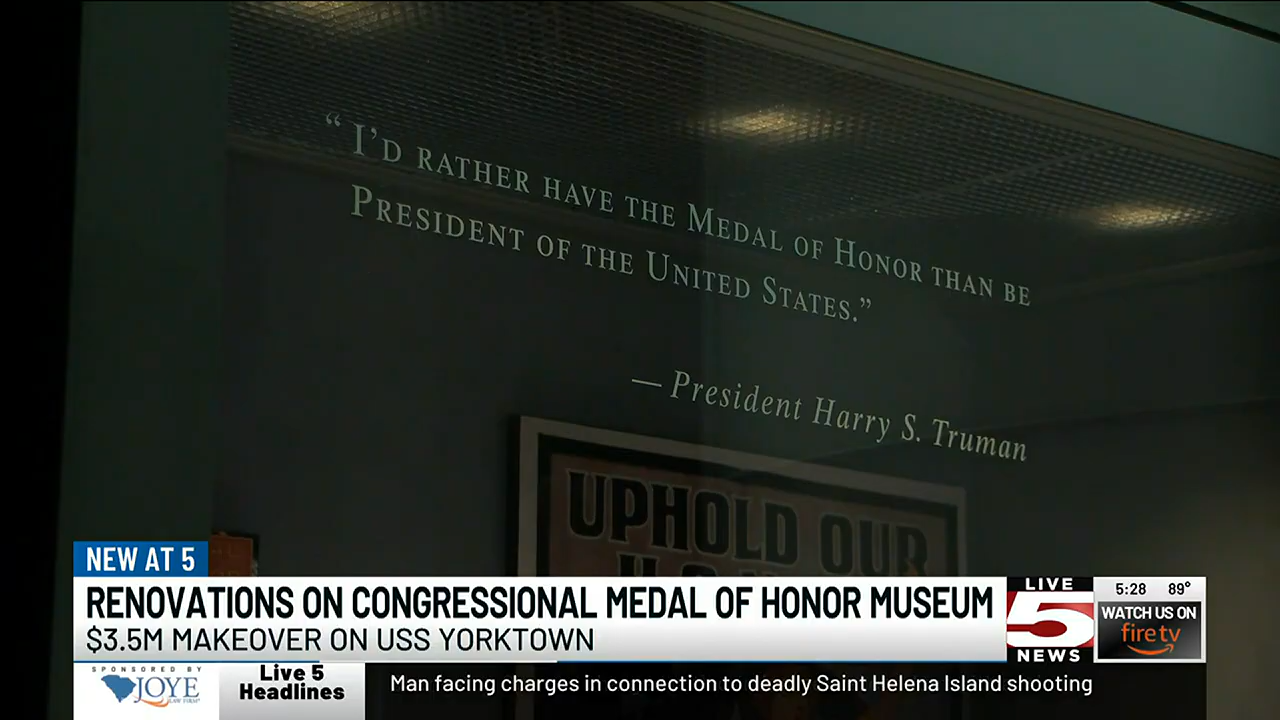 “ I’D RATHER HAVE THE MEDAL OF HONOR THAN BE
PRESIDENT OF THE UNITED STATES.”
— President Harry S. Truman
UPHOLD OUR
NEW AT 5
RENOVATIONS ON CONGRESSIONAL MEDAL OF HONOR MUSEUM
$3.5M MAKEOVER ON USS YORKTOWN
LIVE
5
NEWS
5:28 89°
WATCH US ON
fire tv
SPONSORED BY
JOYE
LAW FIRM
Live 5
Headlines
Man facing charges in connection to deadly Saint Helena Island shooting